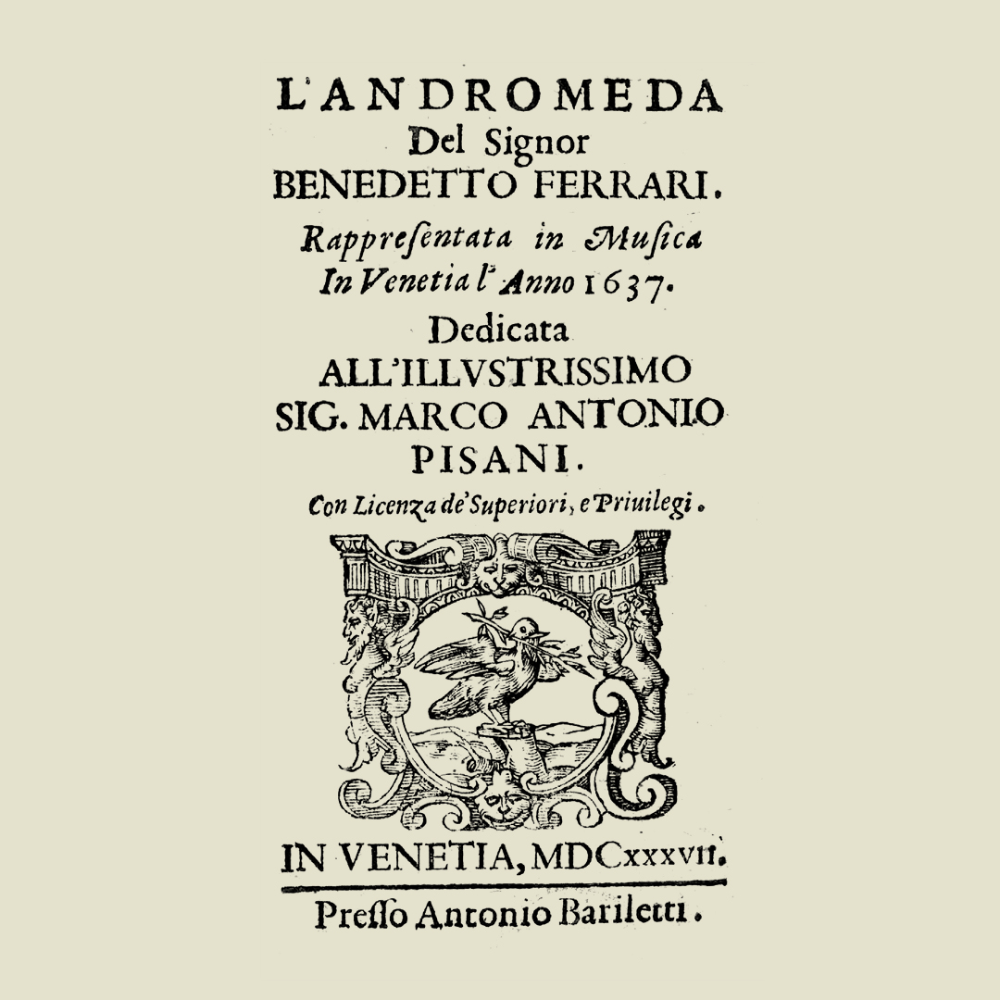 L'ANDROMEDA
Del Signor
BENEDETTO FERRARI.
Rappreſentata in Muſica
In Venetia l' Anno 1637.
Dedicata
ALL'ILLVSTRISSIMO
SIG. MARCO ANTONIO
PISANI.
Con Licenza de' Superiori, e Priuilegi.
IN VENETIA, MDCxxxvii.
Preſſo Antonio Bariletti.